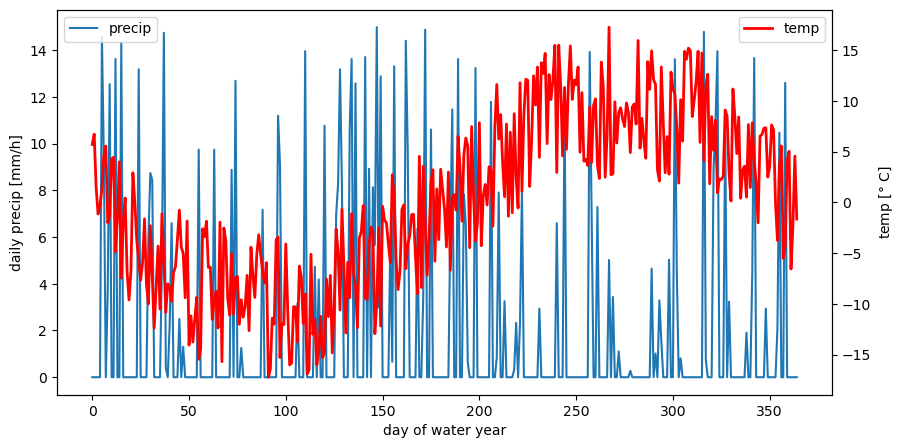 precip
temp
14
12
10
8
6
4
2
0
daily precip [mm/h]
15
10
5
0
−5
−10
−15
temp [° C]
0 50 100 150 200 250 300 350
day of water year